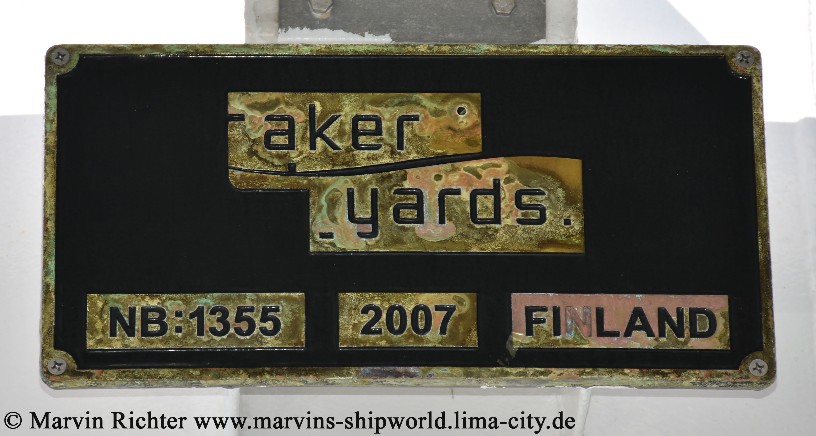 aker
yards.
NB:1355 2007 FINLAND
© Marvin Richter www.marvins-shipworld.lima-city.de